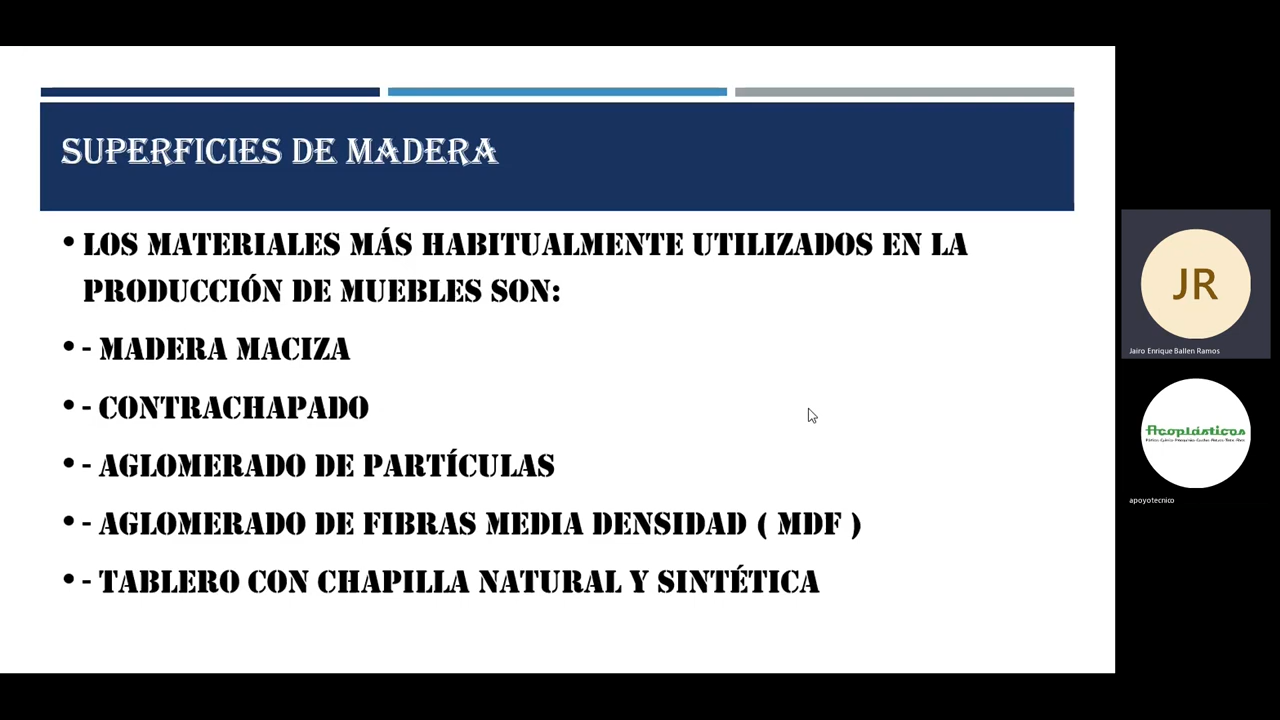 SUPERFICIES DE MADERA
• LOS MATERIALES MÁS HABITUALMENTE UTILIZADOS EN LA
PRODUCCIÓN DE MUEBLES SON:
• - MADERA MACIZA
• - CONTRACHAPADO
• - AGLOMERADO DE PARTÍCULAS
• - AGLOMERADO DE FIBRAS MEDIA DENSIDAD ( MDF )
• - TABLERO CON CHAPILLA NATURAL Y SINTÉTICA
JR
Jairo Enrique Ballen Ramos
Acoplásticos
apoyotecnico